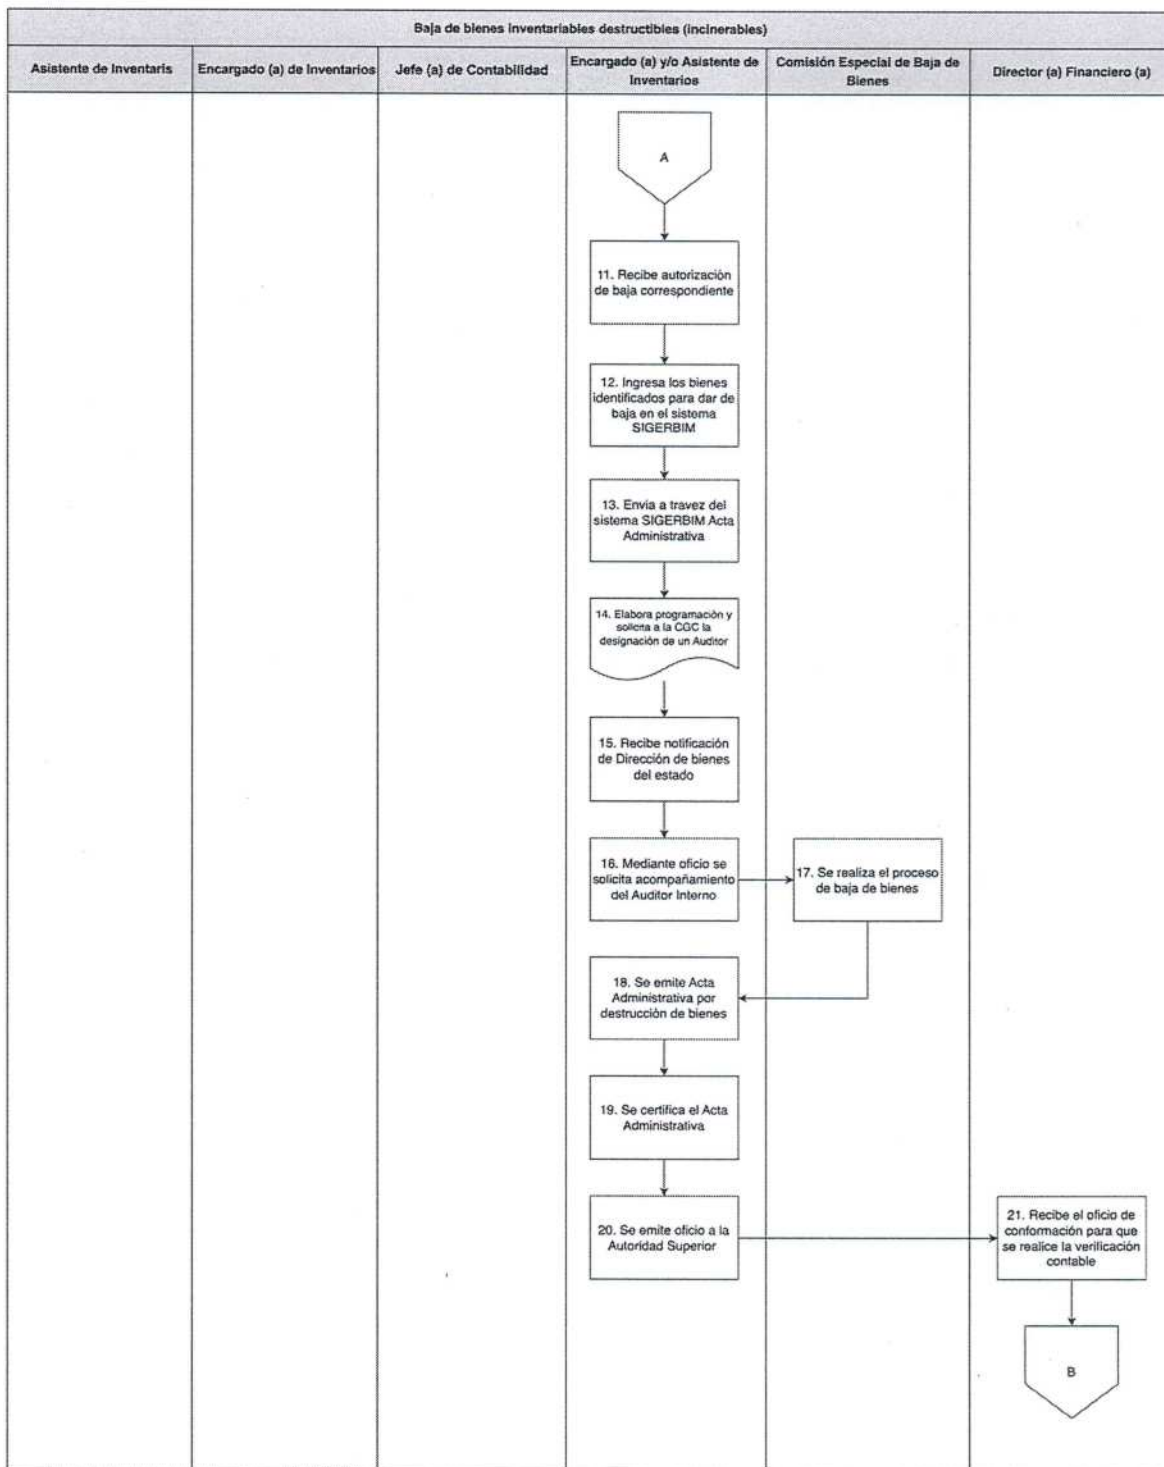 Baja de bienes inventariables destructibles (incinerables)
Asistente de Inventaris
Encargado (a) de Inventarios
Jefe (a) de Contabilidad
Encargado (a) y/o Asistente de
Inventarios
Comisión Especial de Baja de
Bienes
Director (a) Financiero (a)
A
11. Recibe autorización
de baja correspondiente
12. Ingresa los bienes
identificados para dar de
baja en el sistema
SIGERBIM
13. Envia a travez del
sistema SIGERBIM Acta
Administrativa
14. Elabora programación y
solicita a la CGC la
designación de un Auditor
15. Recibe notificación
de Dirección de bienes
del estado
16. Mediante oficio se
solicita acompañamiento
del Auditor Interno
17. Se realiza el proceso
de baja de bienes
18. Se emite Acta
Administrativa por
destrucción de bienes
19. Se certifica el Acta
Administrativa
20. Se emite oficio a la
Autoridad Superior
21. Recibe el oficio de
conformación para que
se realice la verificación
contable
B